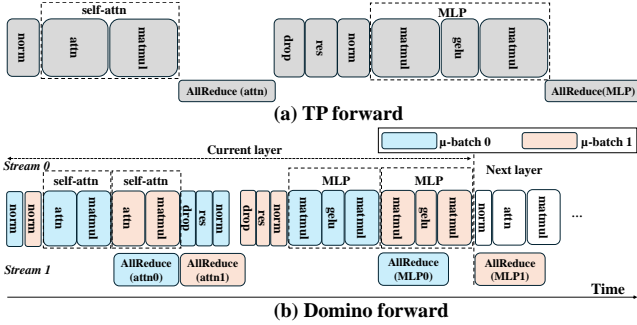 self-attn
MLP
norm
attn
matmul
drop
res
norm
matmul
gelu
matmul
AllReduce (attn)
AllReduce(MLP)
(a) TP forward
μ-batch 0
μ-batch 1
Current layer
Stream 0
Next layer
self-attn
self-attn
MLP
MLP
norm
norm
attn
matmul
attn
matmul
drop
res
norm
drop
res
norm
matmul
gelu
matmul
matmul
gelu
matmul
norm
attn
matmul
...
Stream 1
AllReduce
(attn0)
AllReduce
(attn1)
AllReduce
(MLP0)
AllReduce
(MLP1)
Time
(b) Domino forward